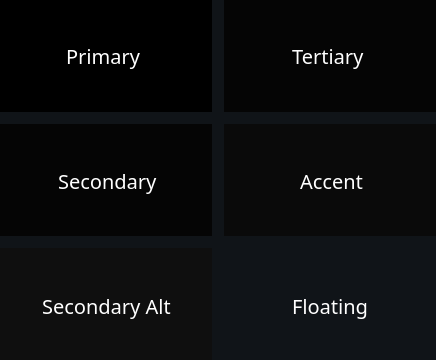 Primary
Tertiary
Secondary
Accent
Secondary Alt
Floating